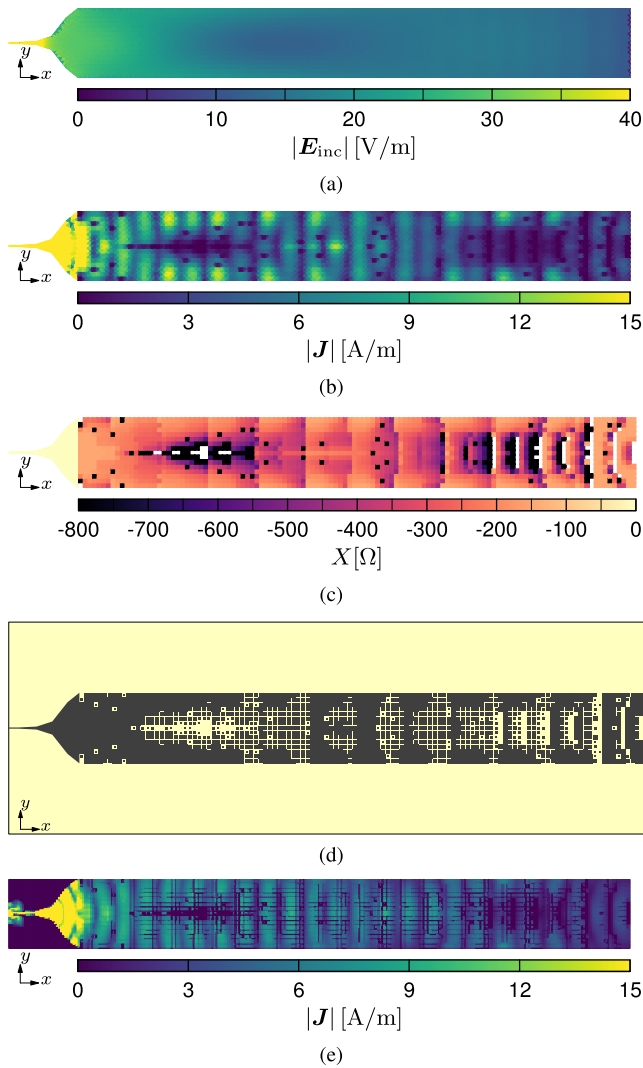 y
x
0 10 20 30 40
|E_inc| [V/m]
(a)
y
x
0 3 6 9 12 15
|J| [A/m]
(b)
y
x
-800 -700 -600 -500 -400 -300 -200 -100 0
X[Ω]
(c)
y
x
(d)
y
x
0 3 6 9 12 15
|J| [A/m]
(e)